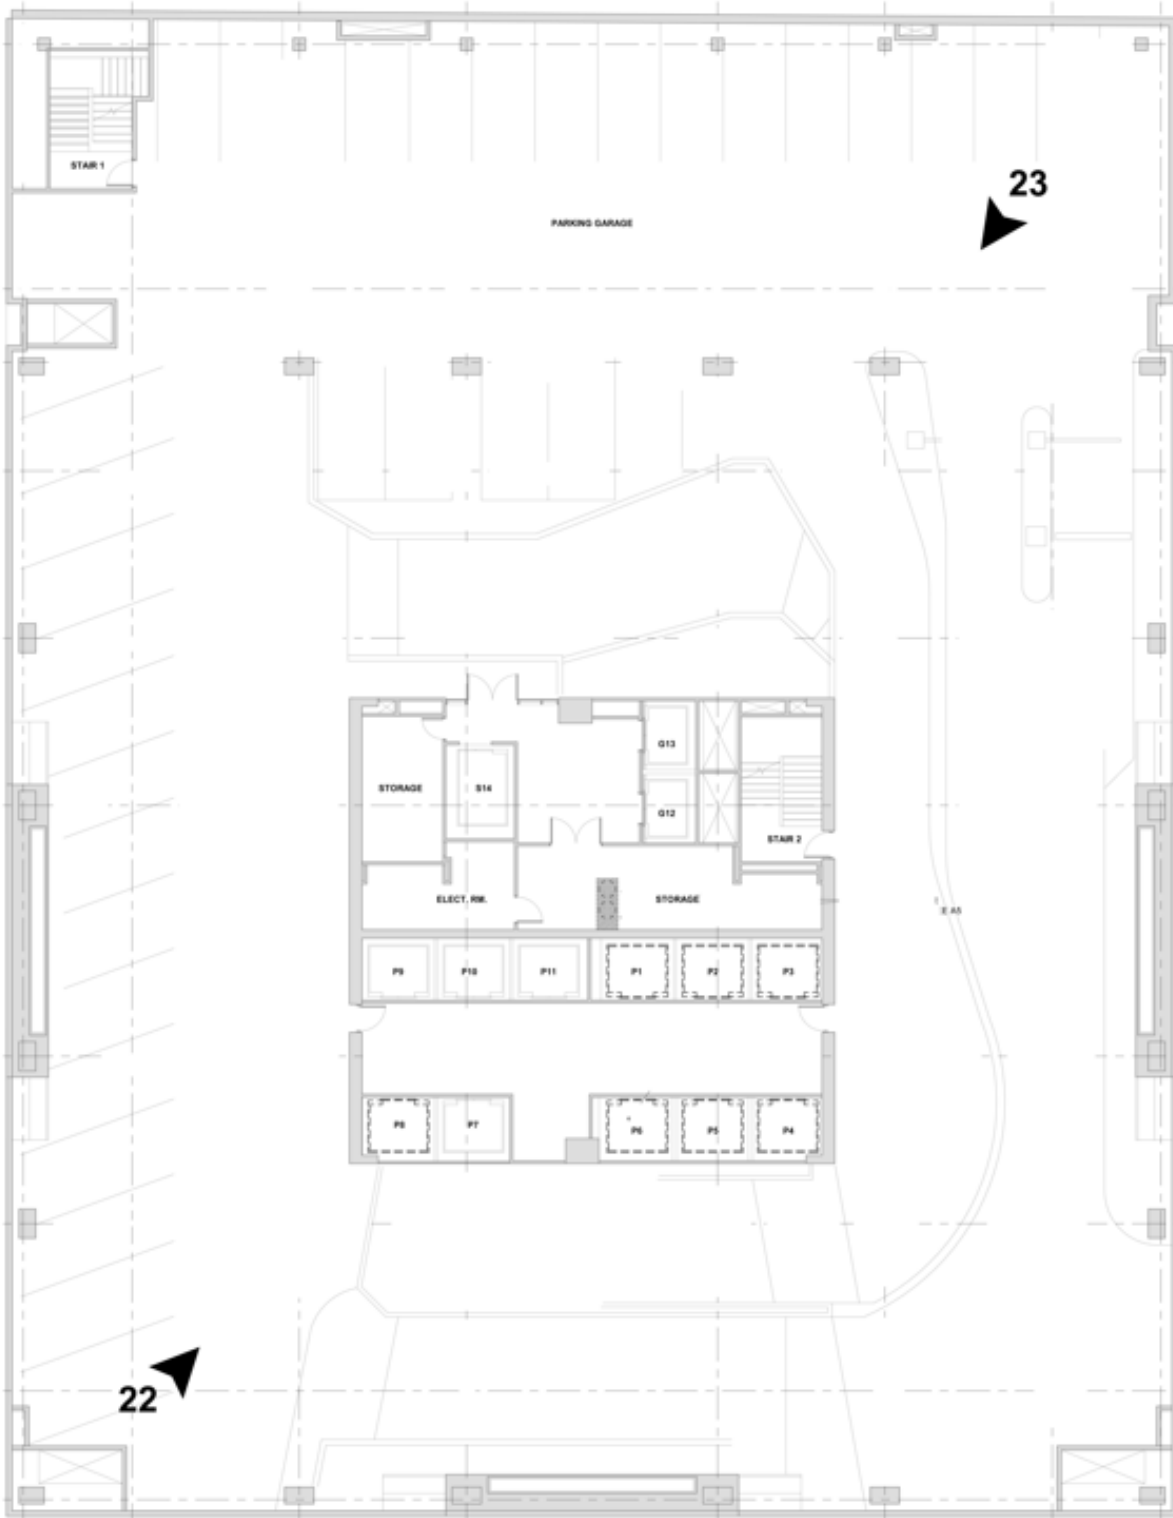 STAIR 1
23
PARKING GARAGE
G13
STORAGE
S14
G12
STAIR 2
ELECT. RM.
STORAGE
E A5
P9
P10
P11
P1
P2
P3
P8
P7
P6
P5
P4
22